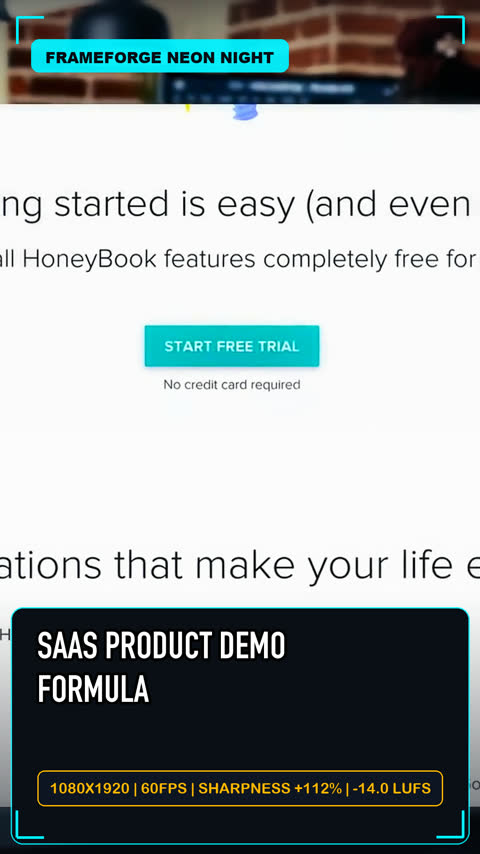 FRAMEFORGE NEON NIGHT
ng started is easy (and even
all HoneyBook features completely free for
START FREE TRIAL
No credit card required
ations that make your life e
H
SAAS PRODUCT DEMO
FORMULA
1080X1920 | 60FPS | SHARPNESS +112% | -14.0 LUFS